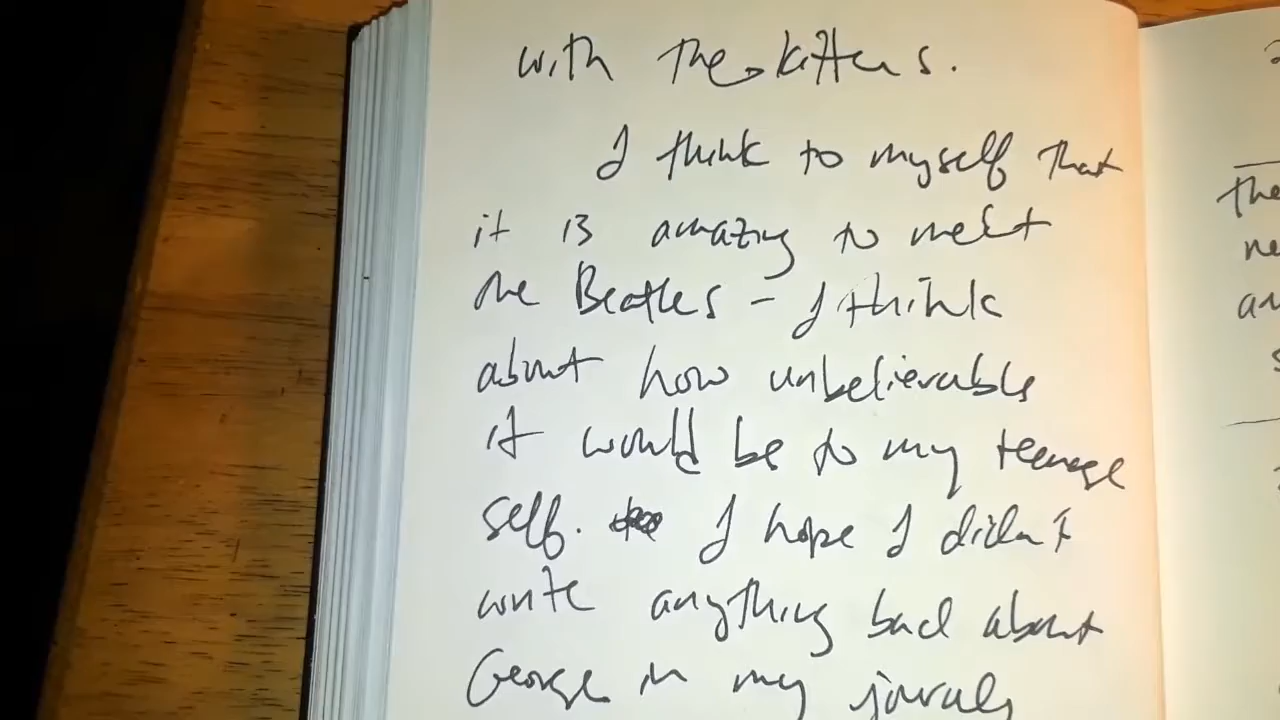 with the kittens.
I think to myself that
it is amazing to meet
the Beatles - I think
about how unbelievable
it would be to my teenage
self. I hope I didn't
write anything bad about
George in my journals
the